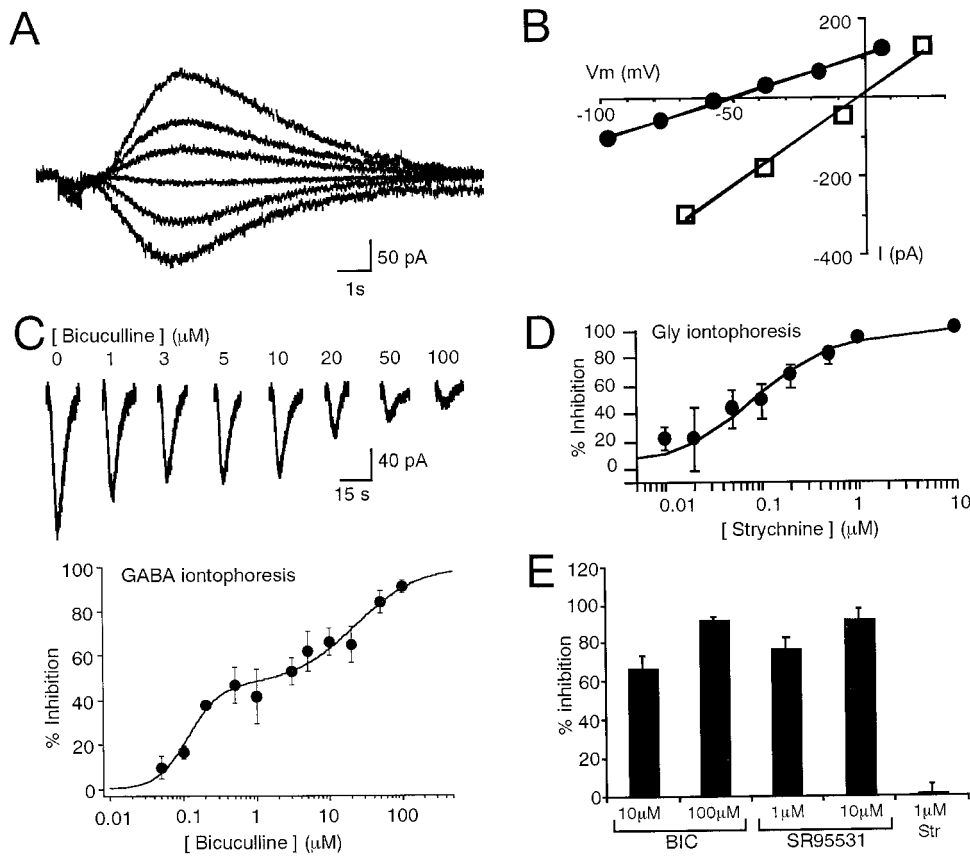 A
50 pA
1s
B
200
Vm (mV)
-100
-50
-200
-400
I (pA)
C
[ Bicuculline ] (μM)
0 1 3 5 10 20 50 100
40 pA
15 s
100
GABA iontophoresis
80
60
40
20
0
% Inhibition
0.01 0.1 1 10 100
[ Bicuculline ] (μM)
D
100
Gly iontophoresis
80
60
40
20
0
% Inhibition
0.01 0.1 1 10
[ Strychnine ] (μM)
E
120
100
80
60
40
20
0
% inhibition
10μM 100μM 1μM 10μM 1μM
BIC SR95531 Str